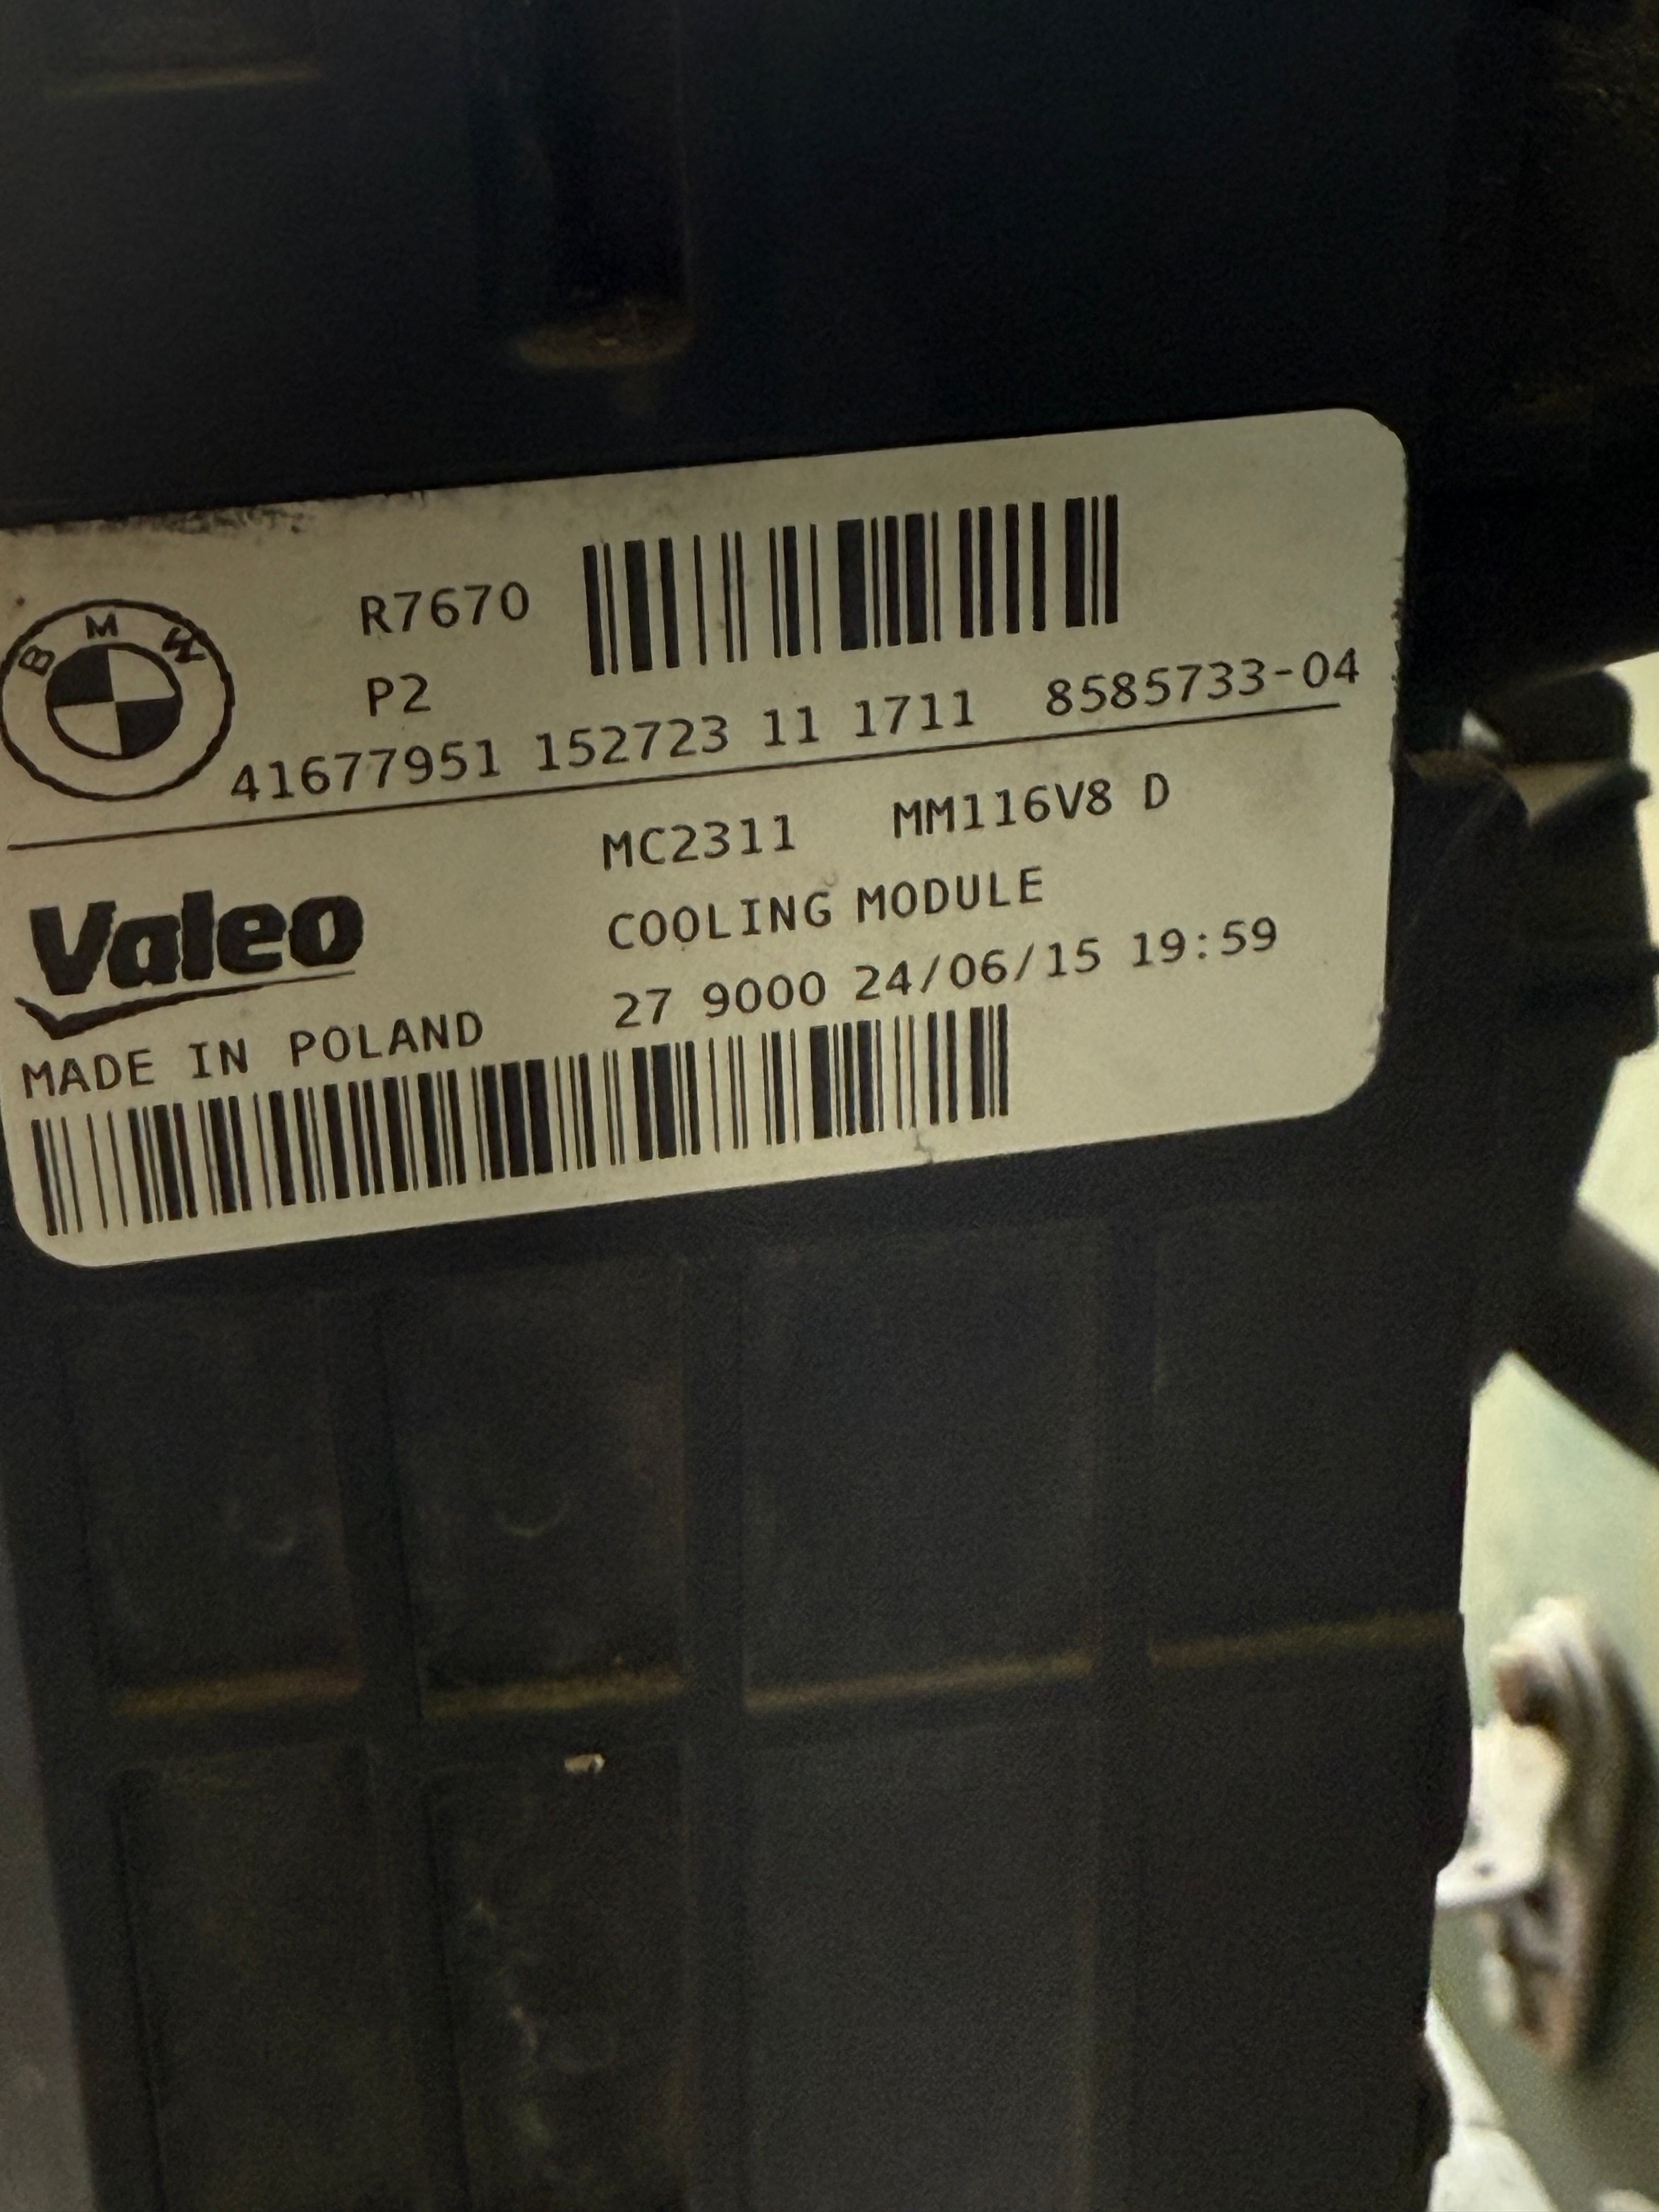 BMW
R7670
P2
41677951 152723 11 1711 8585733-04
MC2311 MM116V8 D
Valeo
COOLING MODULE
27 9000 24/06/15 19:59
MADE IN POLAND